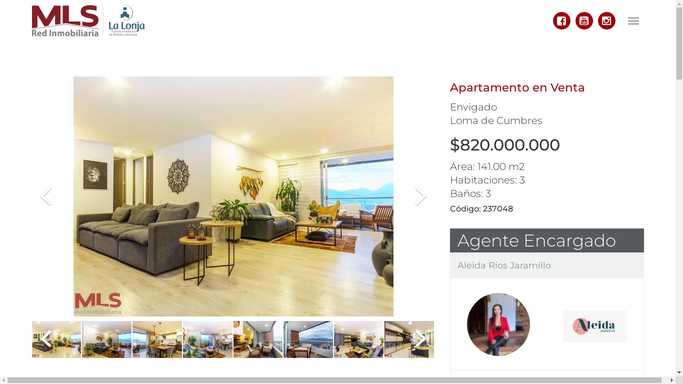 MLS
Red Inmobiliaria
La Lonja
Apartamento en Venta
Envigado
Loma de Cumbres
$820.000.000
Área: 141.00 m2
Habitaciones: 3
Baños: 3
Código: 237048
Agente Encargado
Aleida Ríos Jaramillo
MLS
Red Inmobiliaria
Aleida